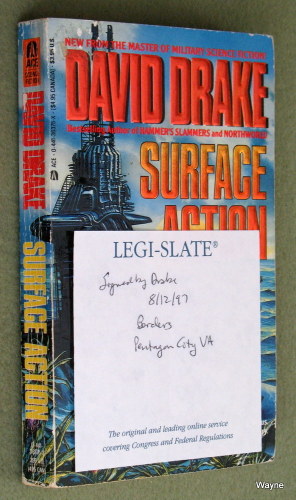 NEW FROM THE MASTER OF MILITARY SCIENCE FICTION!
DAVID DRAKE
Bestselling author of HAMMER'S SLAMMERS and NORTHWORLD
SURFACE
ACTION
ACE
DAVID DRAKE
SURFACE ACTION
LEGI-SLATE®
Signed by Drake
8/12/97
Borders
Pentagon City VA
The original and leading online service
covering Congress and Federal Regulations
Wayne